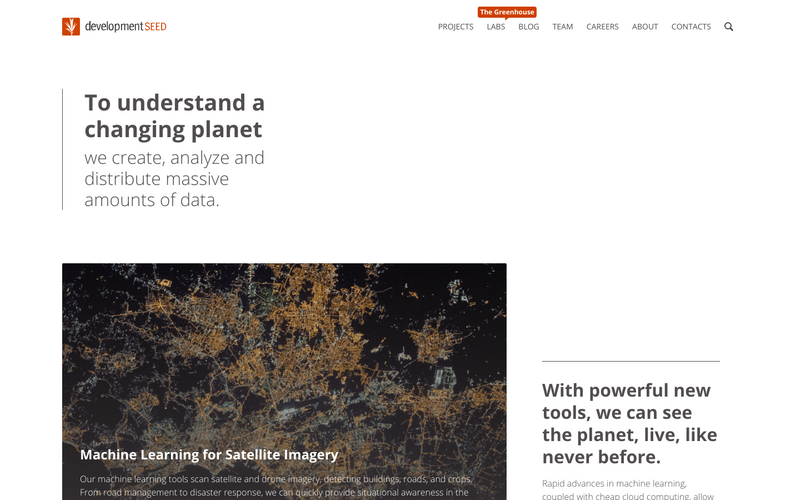 The Greenhouse
developmentSEED
PROJECTS LABS BLOG TEAM CAREERS ABOUT CONTACTS
To understand a
changing planet
we create, analyze and
distribute massive
amounts of data.
Machine Learning for Satellite Imagery
Our machine learning tools scan satellite and drone imagery, detecting buildings, roads, and crops.
From road management to disaster response, we can quickly provide situational awareness in the
With powerful new
tools, we can see
the planet, live, like
never before.
Rapid advances in machine learning,
coupled with cheap cloud computing, allow